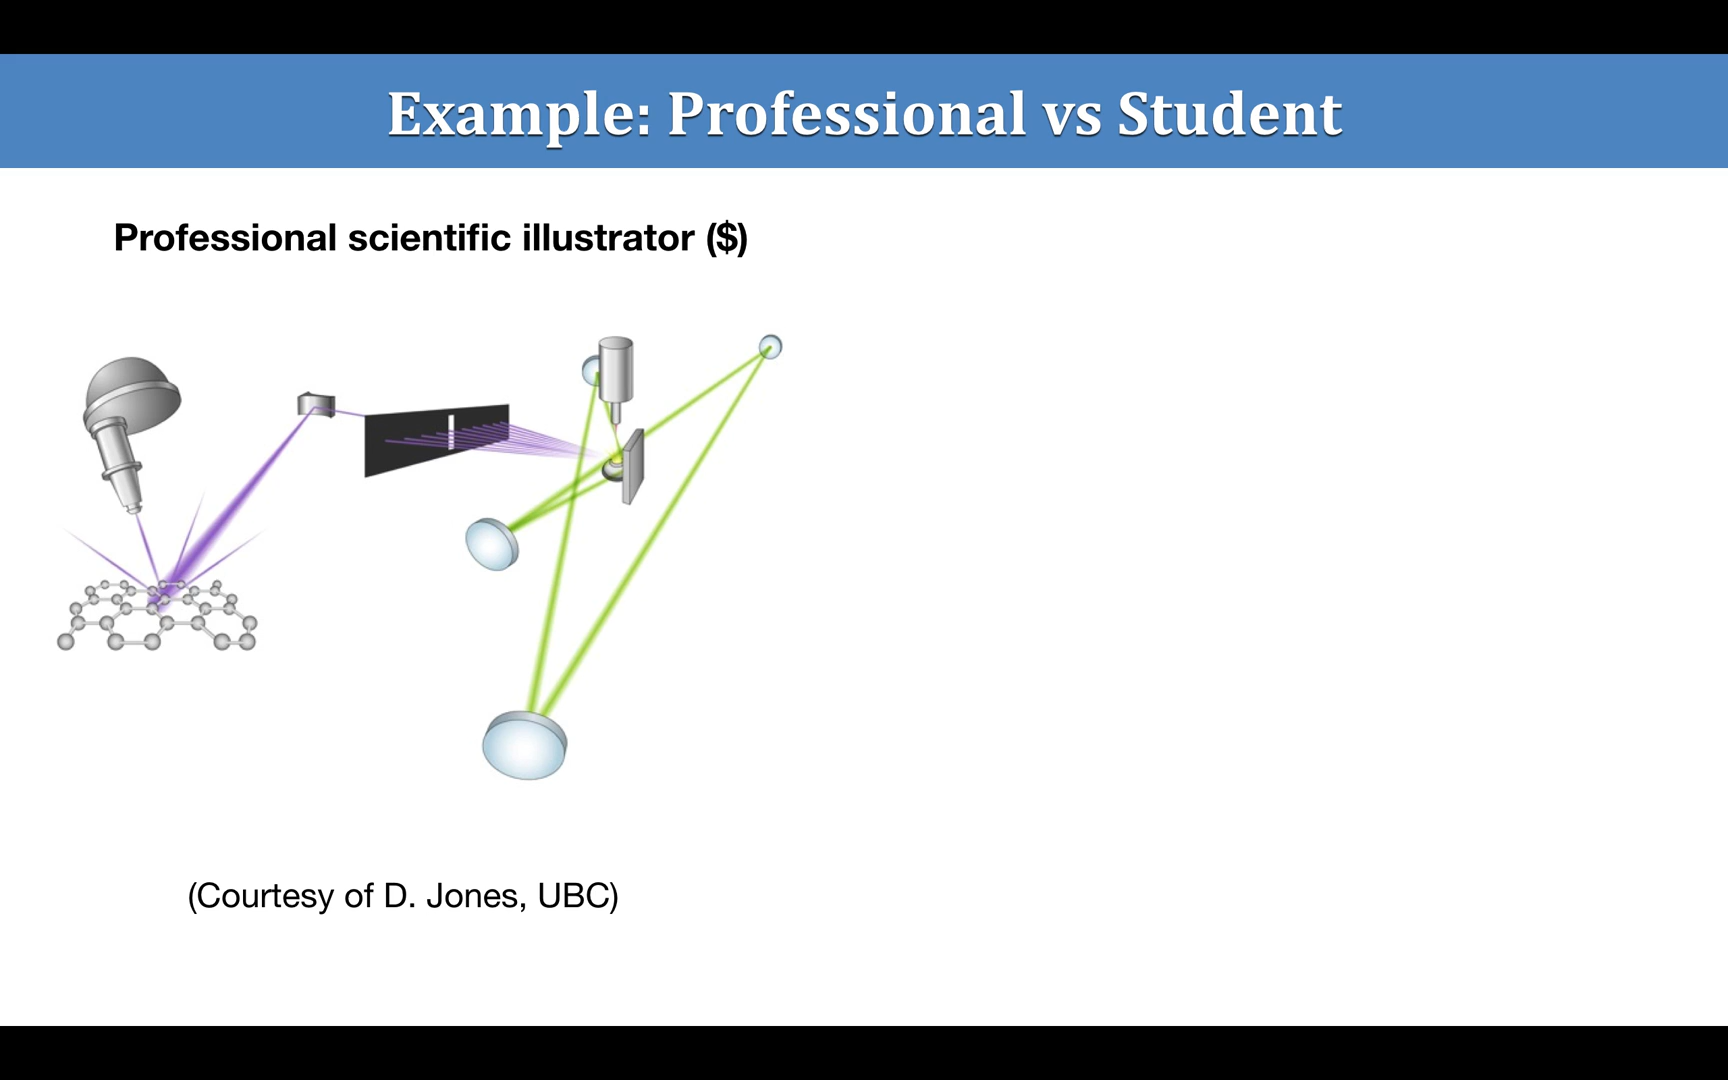 Example: Professional vs Student
Professional scientific illustrator ($)
(Courtesy of D. Jones, UBC)